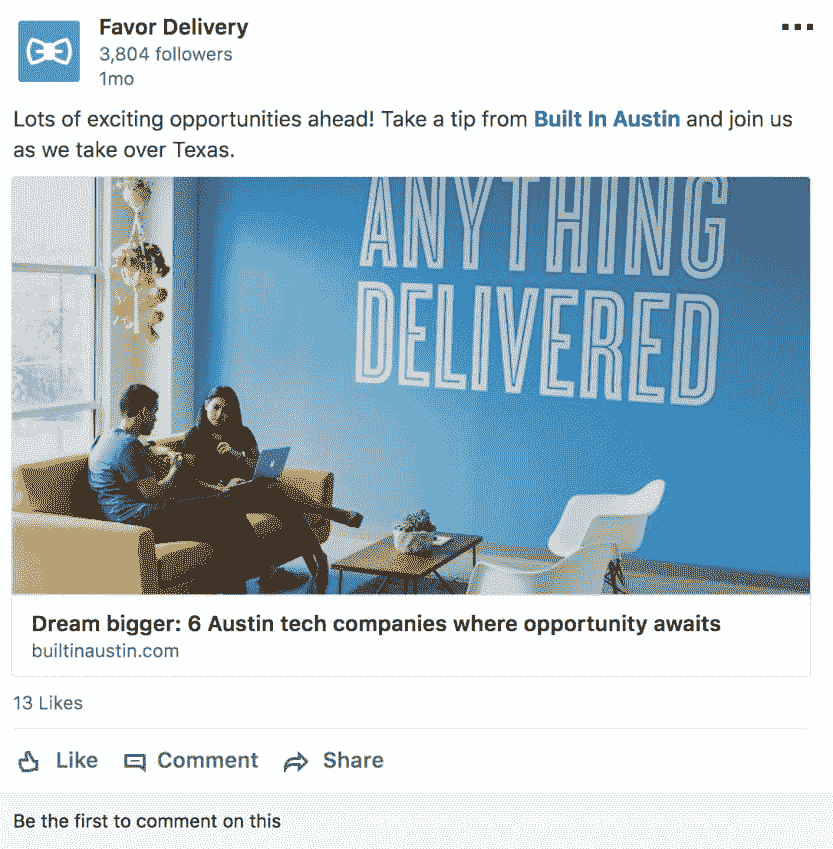 Favor Delivery
3,804 followers
1mo
Lots of exciting opportunities ahead! Take a tip from Built In Austin and join us
as we take over Texas.
ANYTHING
DELIVERED
Dream bigger: 6 Austin tech companies where opportunity awaits
builtinaustin.com
13 Likes
Like Comment Share
Be the first to comment on this